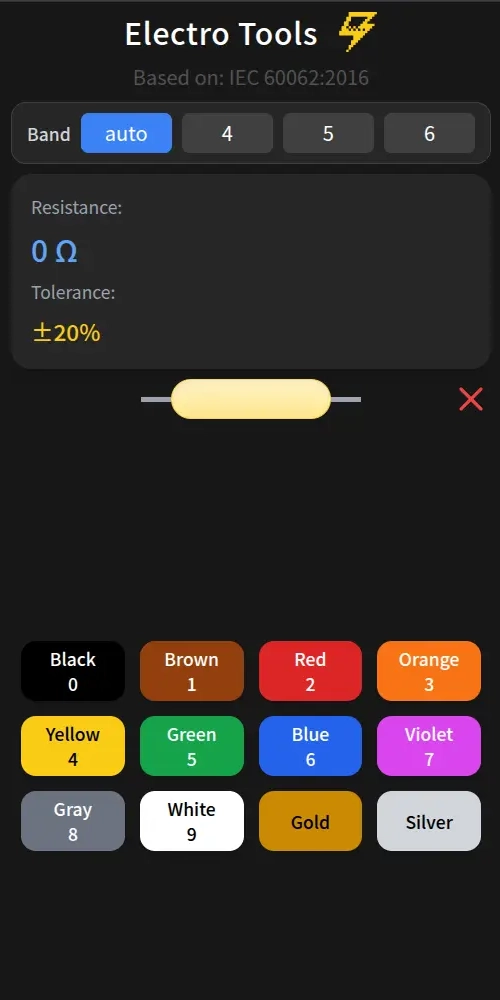 Electro Tools
Based on: IEC 60062:2016
Band auto 4 5 6
Resistance:
0 Ω
Tolerance:
±20%
Black Brown Red Orange
0 1 2 3
Yellow Green Blue Violet
4 5 6 7
Gray White Gold Silver
8 9